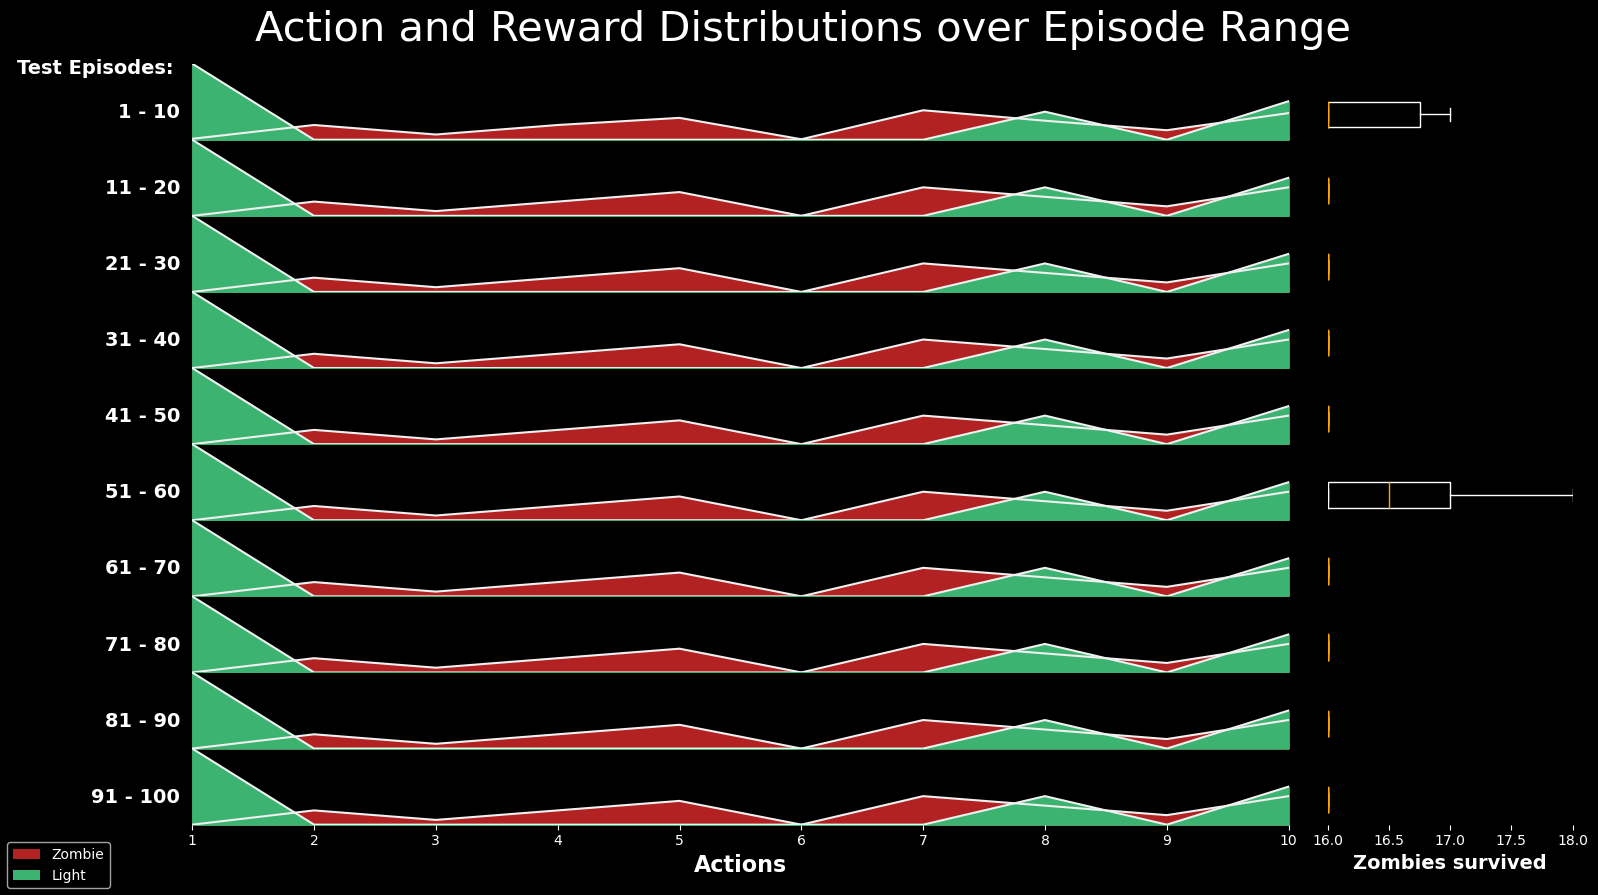 Action and Reward Distributions over Episode Range
Test Episodes:
1 - 10
11 - 20
21 - 30
31 - 40
41 - 50
51 - 60
61 - 70
71 - 80
81 - 90
91 - 100
1 2 3 4 5 6 7 8 9 10
16.0 16.5 17.0 17.5 18.0
Actions
Zombies survived
Zombie
Light